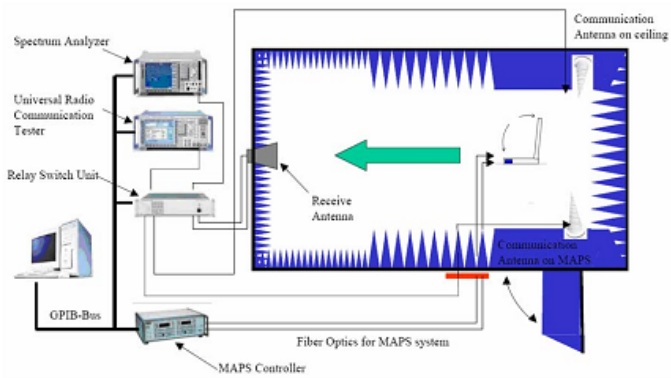 Spectrum Analyzer
Universal Radio
Communication
Tester
Relay Switch Unit
GPIB-Bus
MAPS Controller
Fiber Optics for MAPS system
Receive
Antenna
Communication
Antenna on ceiling
Communication
Antenna on MAPS